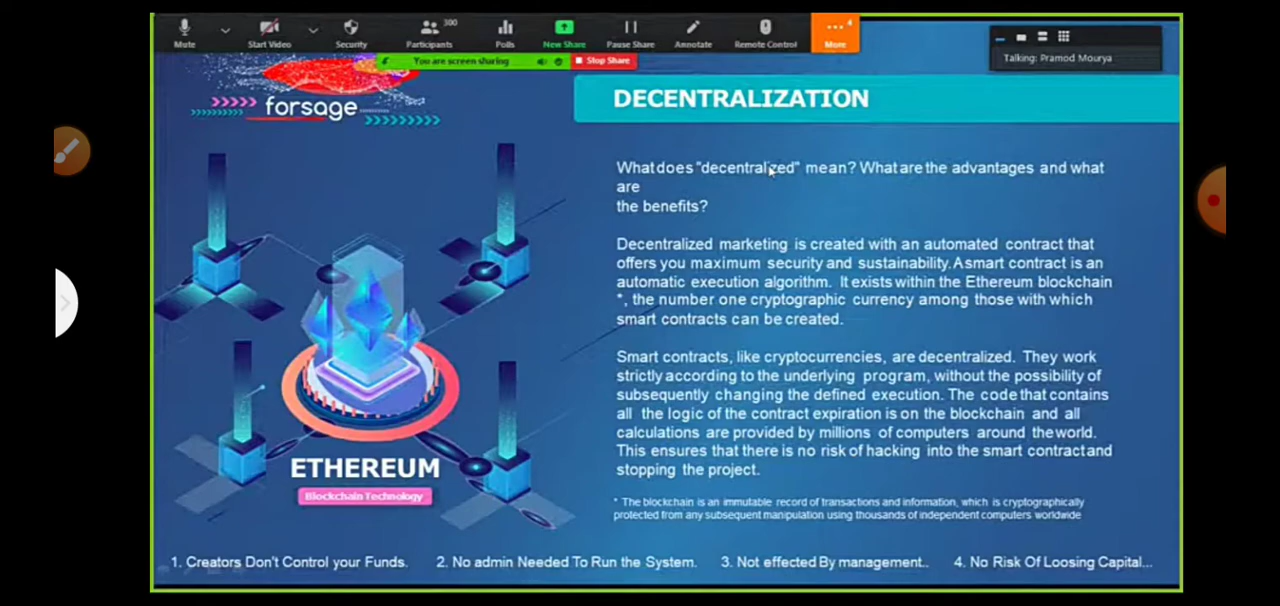 300
4
Mute
Start Video
Security
Participants
Polls
New Share
Pause Share
Annotate
Remote Control
More
You are screen sharing
Stop Share
Talking: Pramod Mourya
forsage
DECENTRALIZATION
What does "decentralized" mean? What are the advantages and what
are
the benefits?
Decentralized marketing is created with an automated contract that
offers you maximum security and sustainability. Asmart contract is an
automatic execution algorithm. It exists within the Ethereum blockchain
*, the number one cryptographic currency among those with which
smart contracts can be created.
Smart contracts, like cryptocurrencies, are decentralized. They work
strictly according to the underlying program, without the possibility of
subsequently changing the defined execution. The code that contains
all the logic of the contract expiration is on the blockchain and all
calculations are provided by millions of computers around the world.
This ensures that there is no risk of hacking into the smart contract and
stopping the project.
* The blockchain is an immutable record of transactions and information, which is cryptographically
protected from any subsequent manipulation using thousands of independent computers worldwide
ETHEREUM
Blockchain Technology
1. Creators Don't Control your Funds.
2. No admin Needed To Run the System.
3. Not effected By management..
4. No Risk Of Loosing Capital...